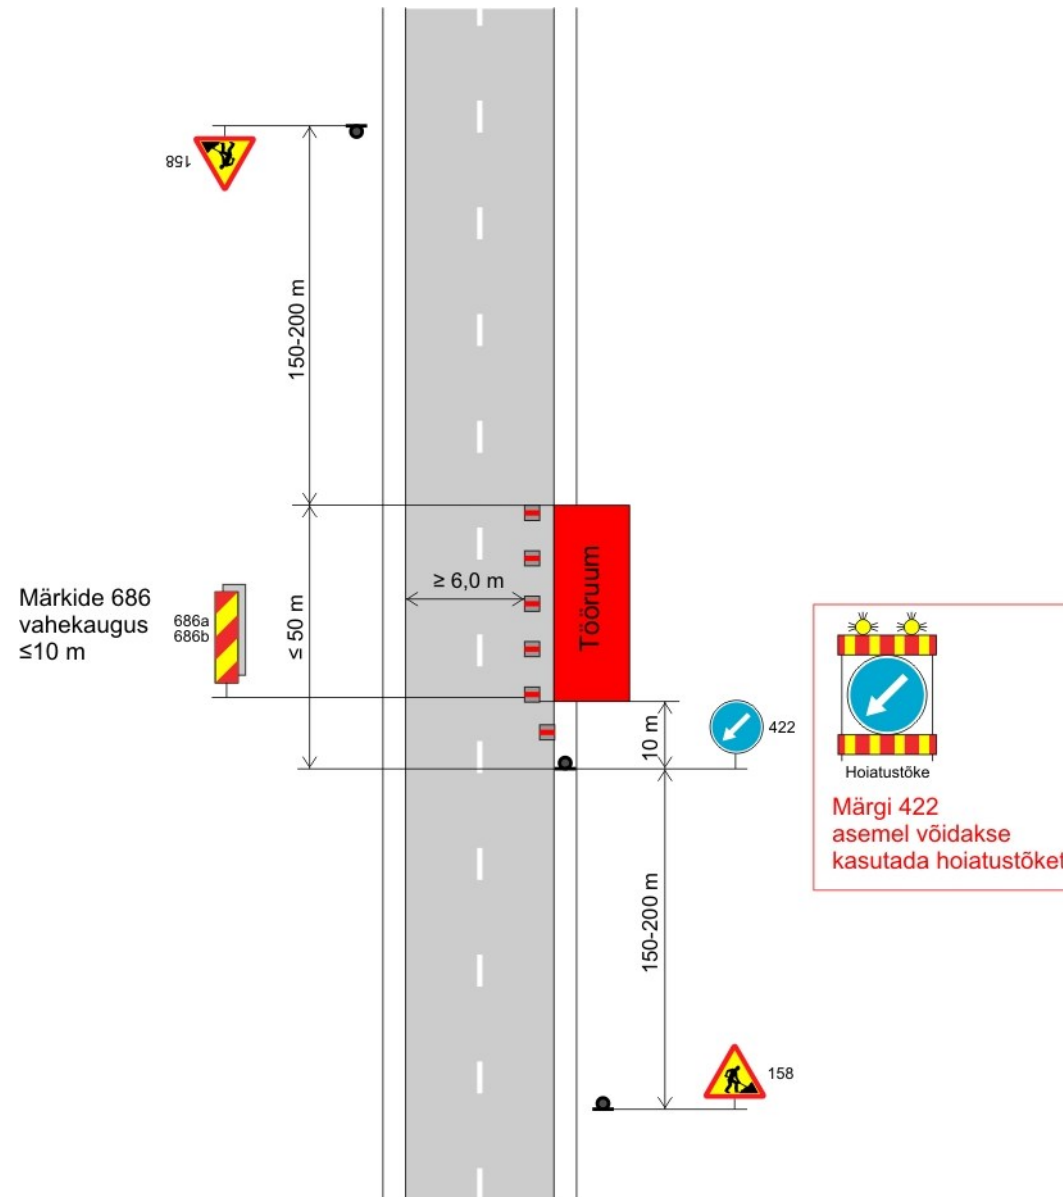 158
150-200 m
≥ 6,0 m
Tööruum
≤ 50 m
Märkide 686
vahekaugus
≤10 m
686a
686b
10 m
422
Hoiatustõke
Märgi 422
asemel võidakse
kasutada hoiatustõket
150-200 m
158